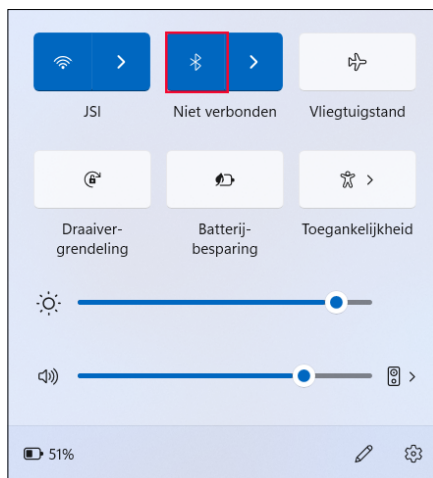 JSI
Niet verbonden
Vliegtuigstand
Draaiver-
grendeling
Batterij-
besparing
Toegankelijkheid
51%